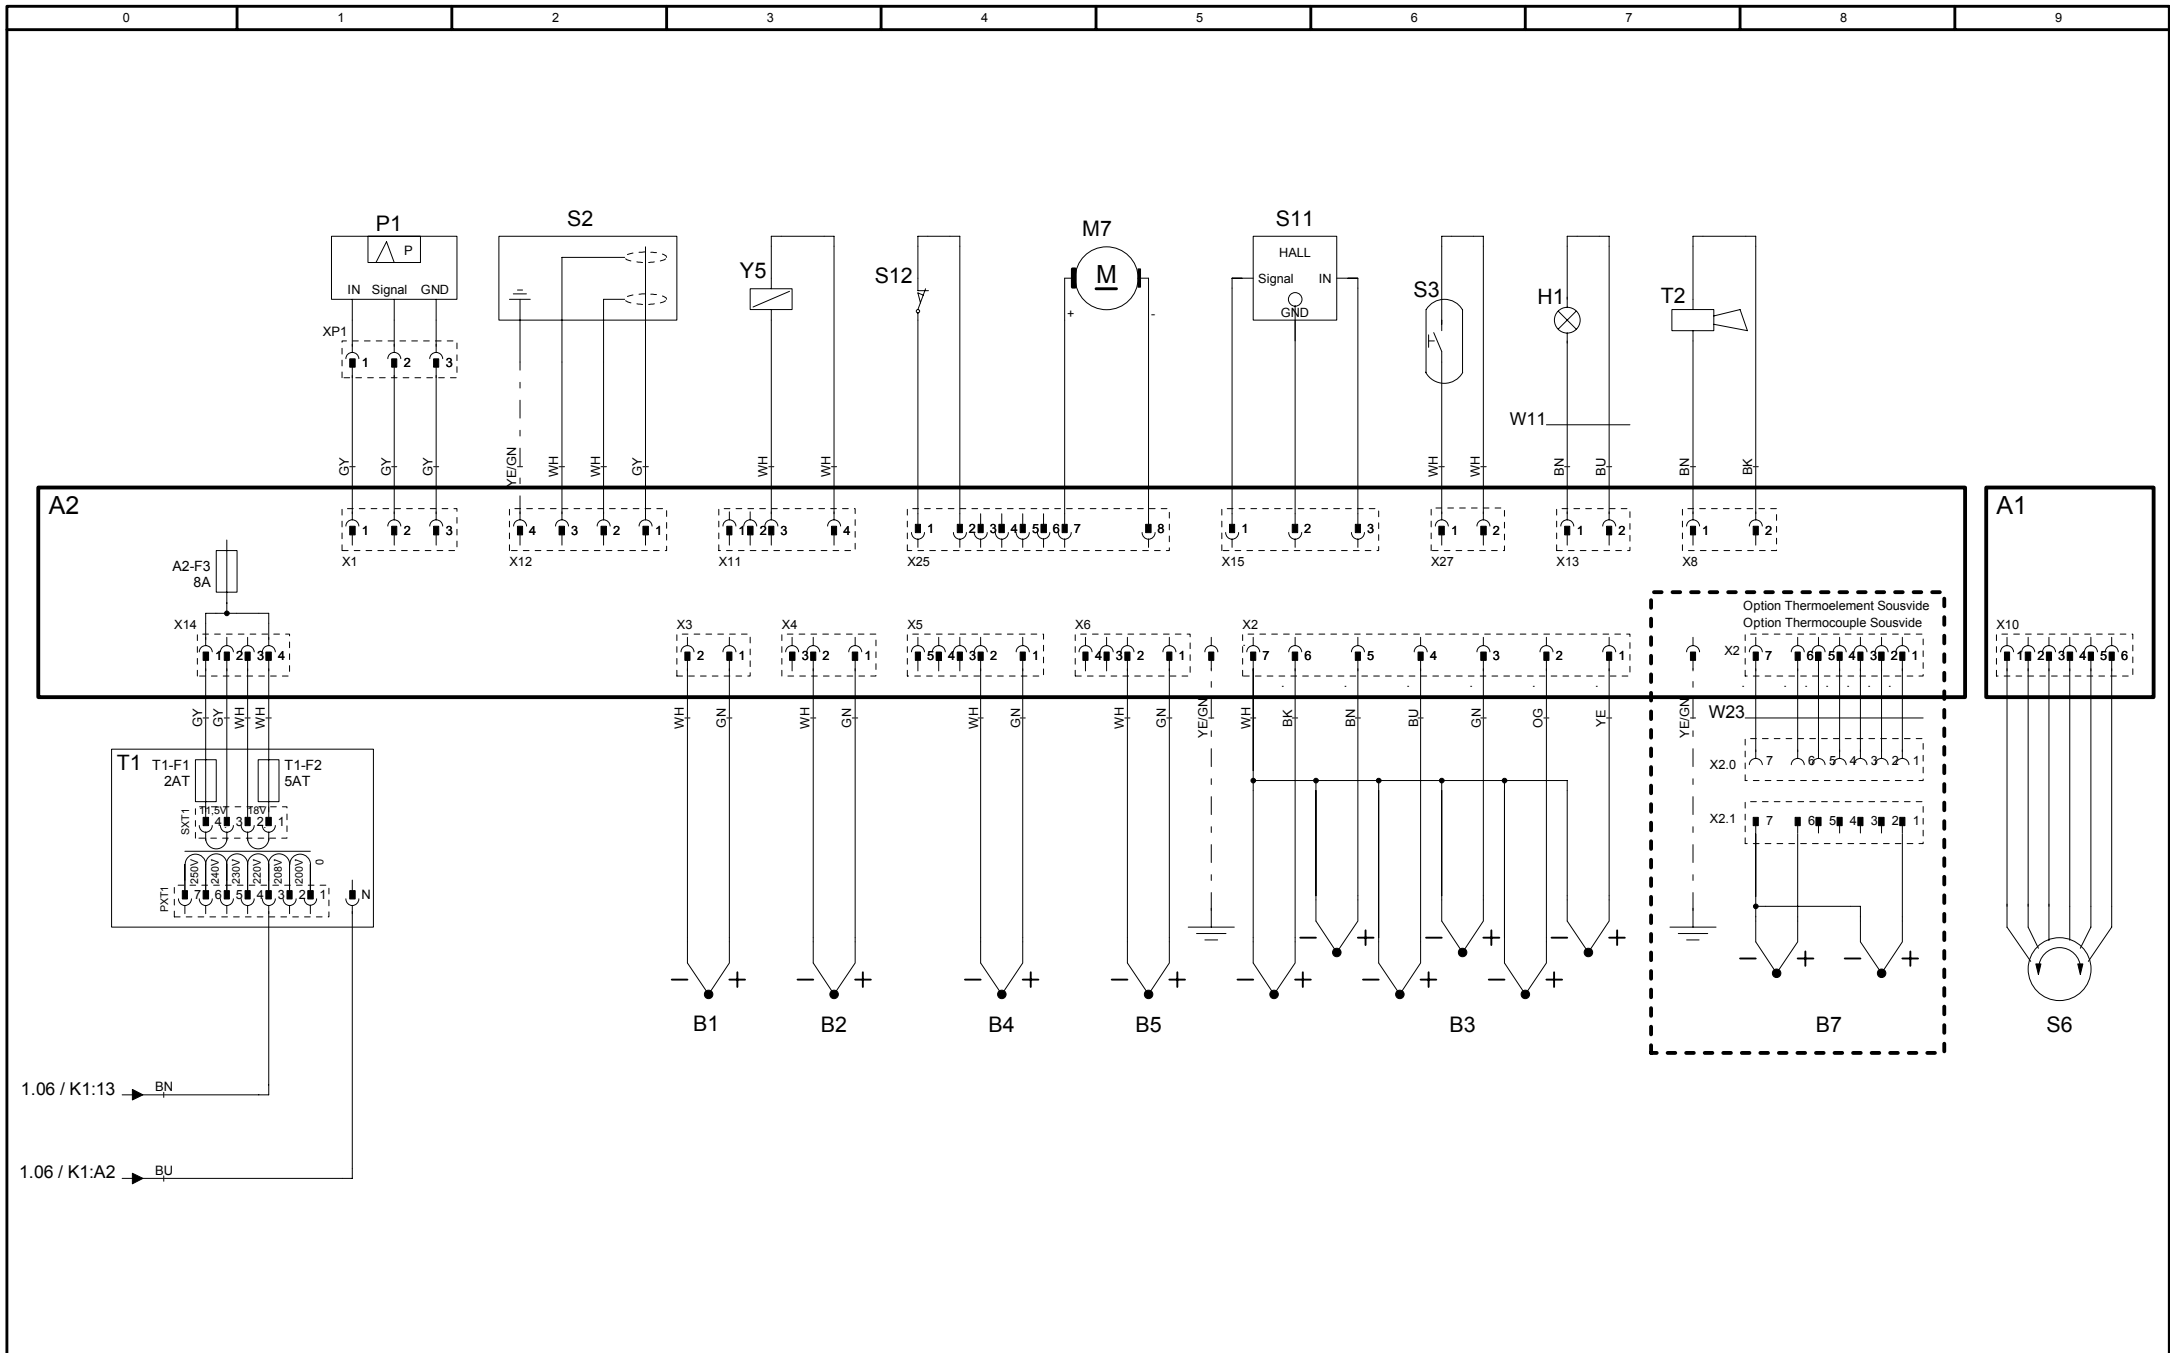 0 1 2 3 4 5 6 7 8 9
P1 S2 Y5 S12 M7 S11 S3 H1 T2
P
IN Signal GND
M
+ -
HALL
Signal IN
GND
XP1
1 2 3
W11
GY GY GY YE/GN WH WH GY WH WH WH WH BN BU BN BK
A2
A1
1 2 3
X1
4 3 2 1
X12
1 2 3 4
X11
1 2 3 4 5 6 7 8
X25
1 2 3
X15
1 2
X27
1 2
X13
1 2
X8
A2-F3
8A
Option Thermoelement Sousvide
Option Thermocouple Sousvide
X14
1 2 3 4
X3
2 1
X4
3 2 1
X5
5 4 3 2 1
X6
4 3 2 1
X2
7 6 5 4 3 2 1
X2
7 6 5 4 3 2 1
X10
1 2 3 4 5 6
GY GY WH WH WH GN WH GN WH GN WH GN YE/GN WH BK BN BU GN OG YE YE/GN
W23
T1
T1-F1
2AT
T1-F2
5AT
X2.0
7 6 5 4 3 2 1
SXT1
18V
4 3 2 1
X2.1
7 6 5 4 3 2 1
250V 240V 230V 220V 208V 200V 0
PXT1
7 6 5 4 3 2 1 N
- + - + - +
- + - +
- + - + - + - + - + - + - +
B1 B2 B4 B5 B3 B7 S6
1.06 / K1:13 BN
1.06 / K1:A2 BU